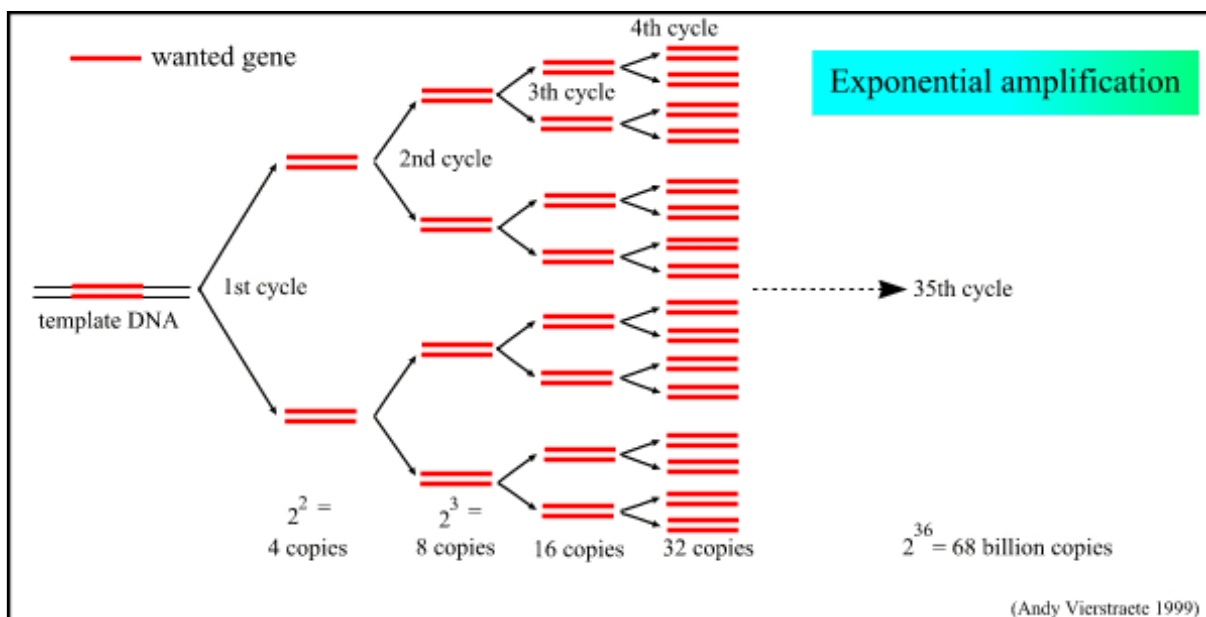 4th cycle
wanted gene
Exponential amplification
3th cycle
2nd cycle
1st cycle
35th cycle
template DNA
2^2 =
4 copies
2^3 =
8 copies
16 copies
32 copies
2^36 = 68 billion copies
(Andy Vierstraete 1999)